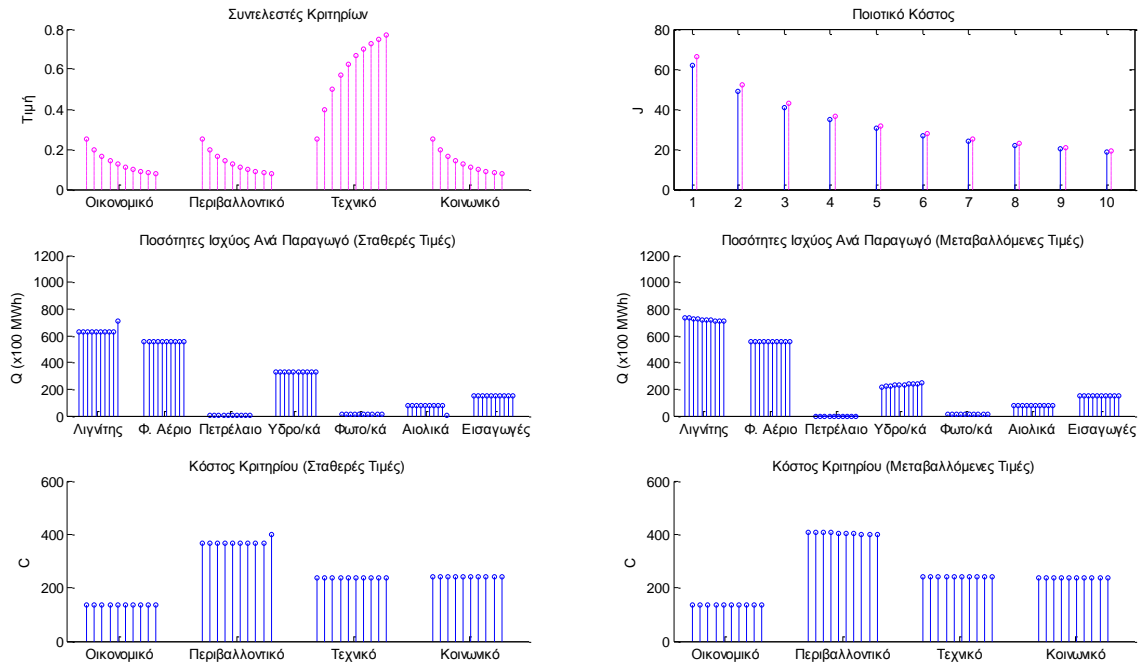 Συντελεστές Κριτηρίων
Τιμή
0.8
0.6
0.4
0.2
0
Οικονομικό Περιβαλλοντικό Τεχνικό Κοινωνικό
Ποιοτικό Κόστος
J
80
60
40
20
0
1 2 3 4 5 6 7 8 9 10
Ποσότητες Ισχύος Ανά Παραγωγό (Σταθερές Τιμές)
Q (x100 MWh)
1200
1000
800
600
400
200
0
Λιγνίτης Φ. Αέριο Πετρέλαιο Υδρο/κά Φωτο/κά Αιολικά Εισαγωγές
Ποσότητες Ισχύος Ανά Παραγωγό (Μεταβαλλόμενες Τιμές)
Q (x100 MWh)
1200
1000
800
600
400
200
0
Λιγνίτης Φ. Αέριο Πετρέλαιο Υδρο/κά Φωτο/κά Αιολικά Εισαγωγές
Κόστος Κριτηρίου (Σταθερές Τιμές)
C
600
400
200
0
Οικονομικό Περιβαλλοντικό Τεχνικό Κοινωνικό
Κόστος Κριτηρίου (Μεταβαλλόμενες Τιμές)
C
600
400
200
0
Οικονομικό Περιβαλλοντικό Τεχνικό Κοινωνικό